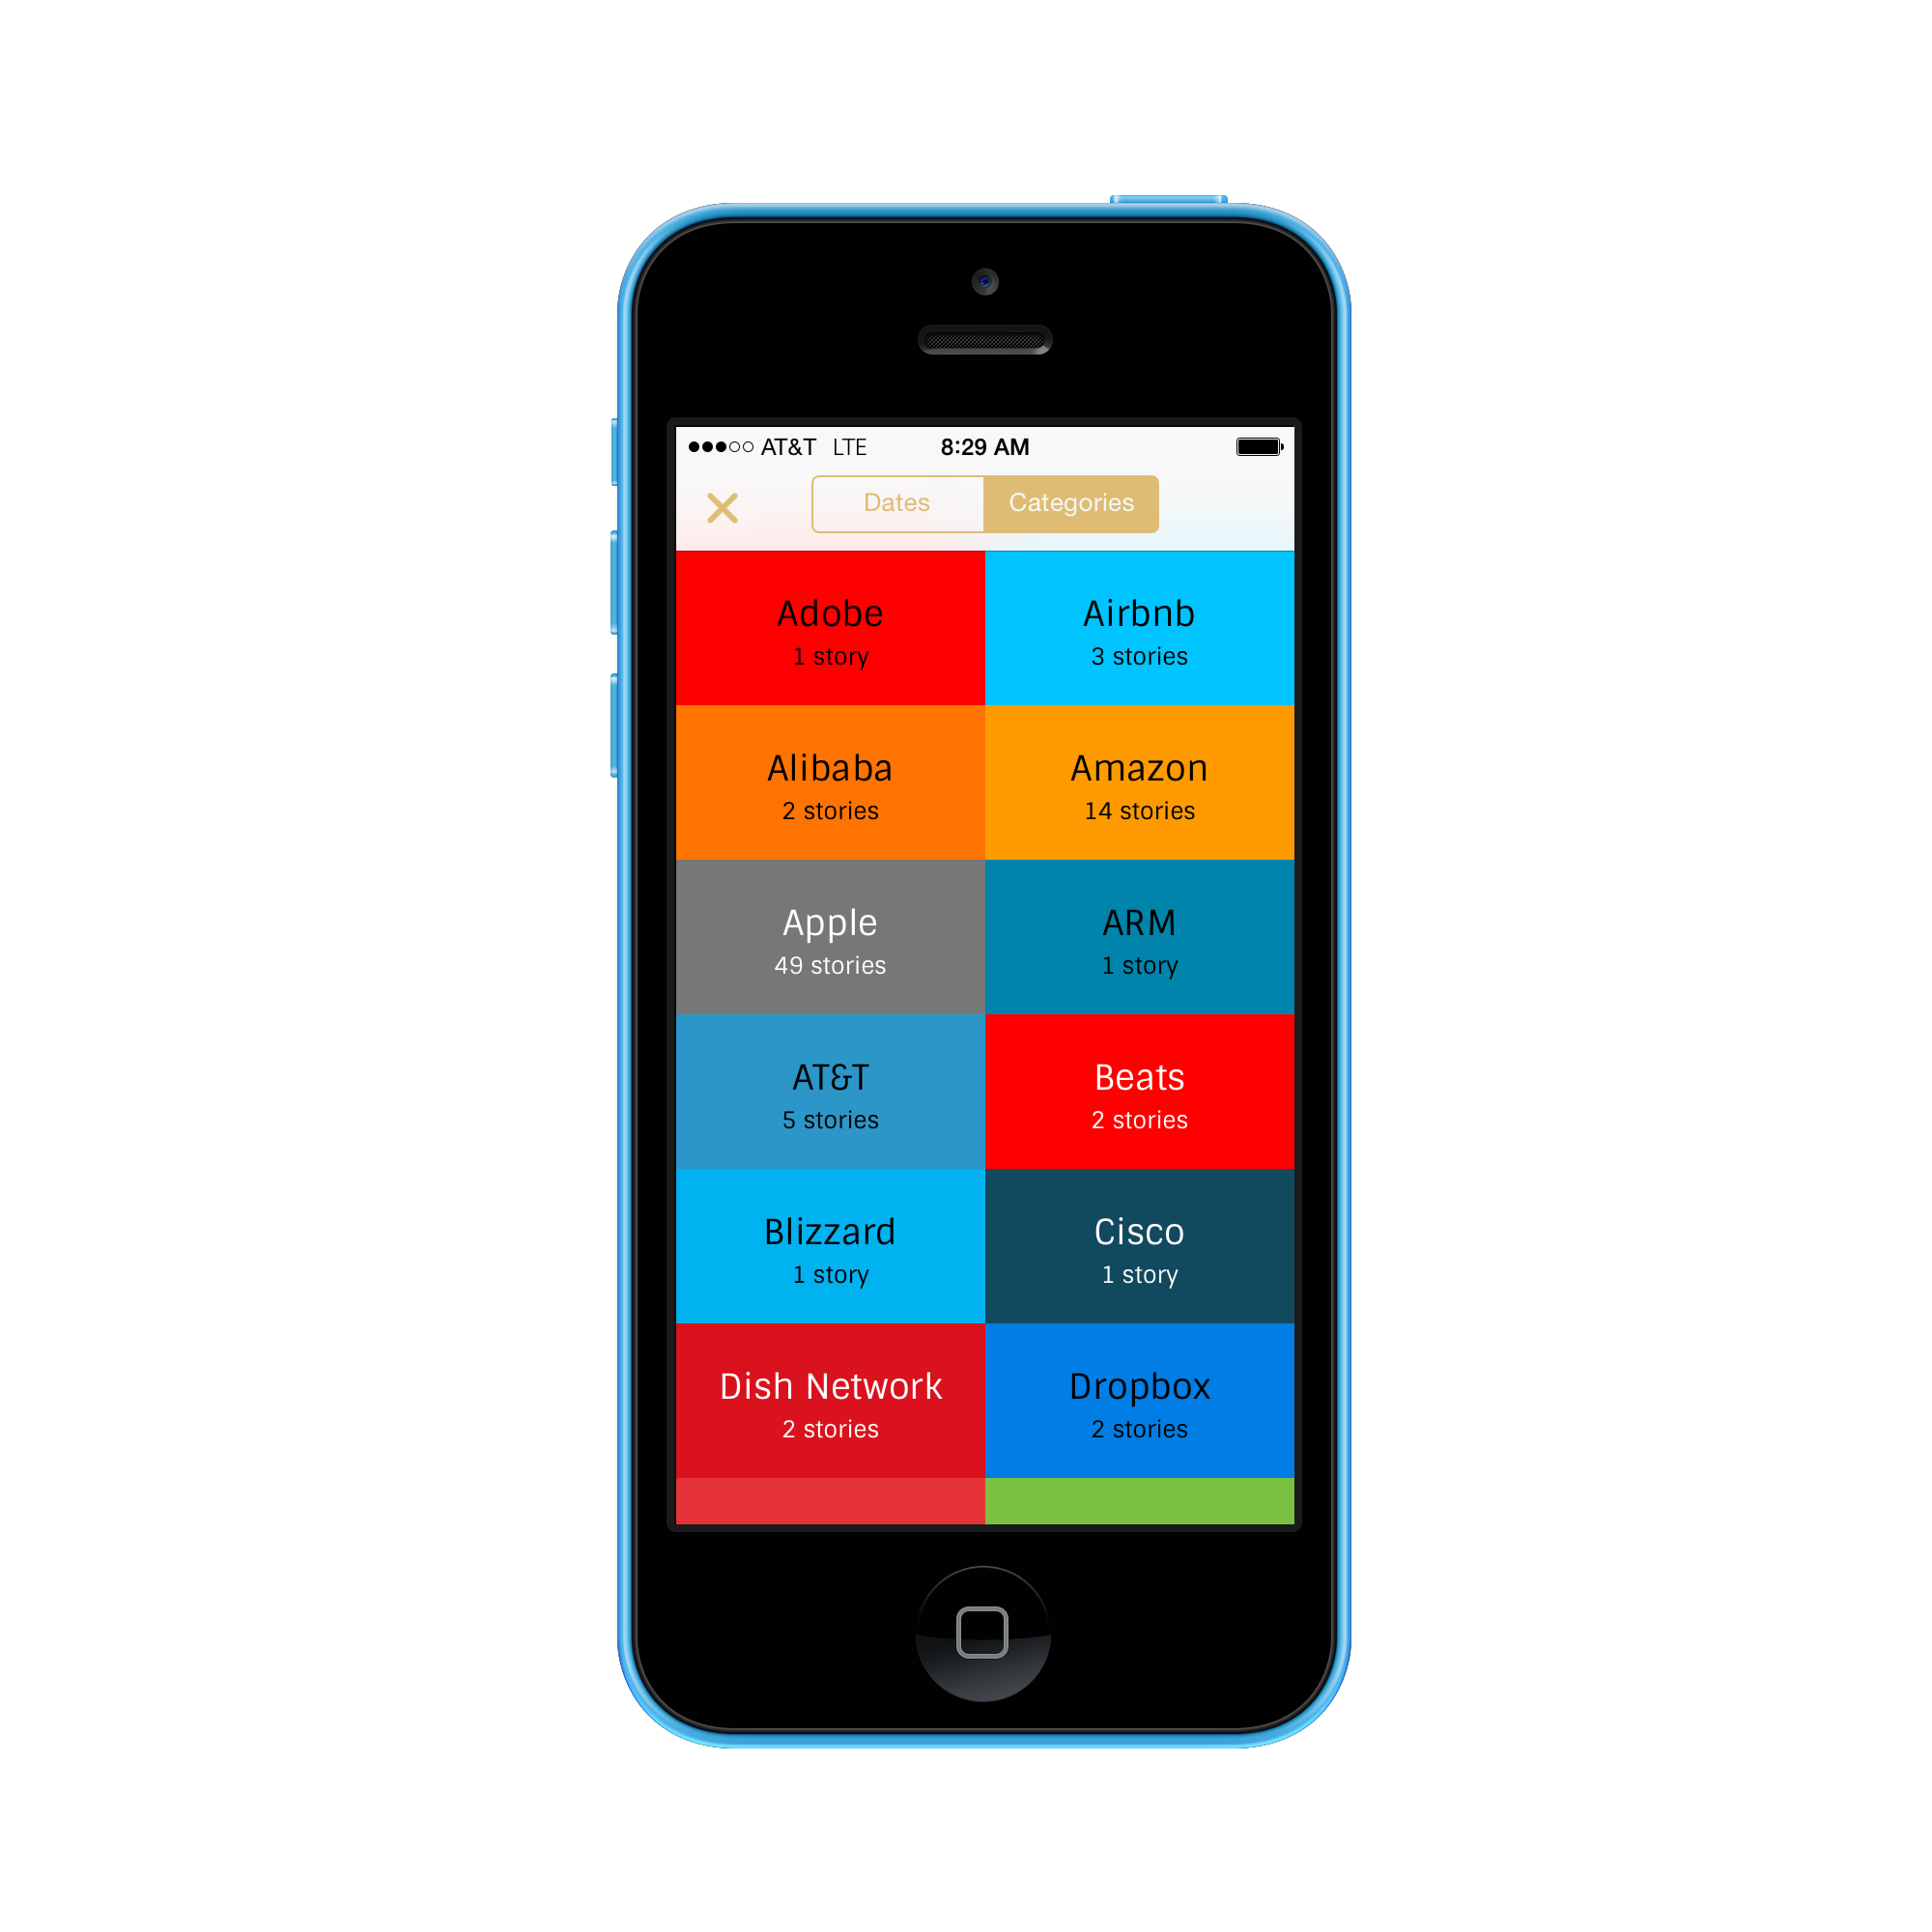 AT&T LTE 8:29 AM
Dates Categories
Adobe
1 story
Airbnb
3 stories
Alibaba
2 stories
Amazon
14 stories
Apple
49 stories
ARM
1 story
AT&T
5 stories
Beats
2 stories
Blizzard
1 story
Cisco
1 story
Dish Network
2 stories
Dropbox
2 stories